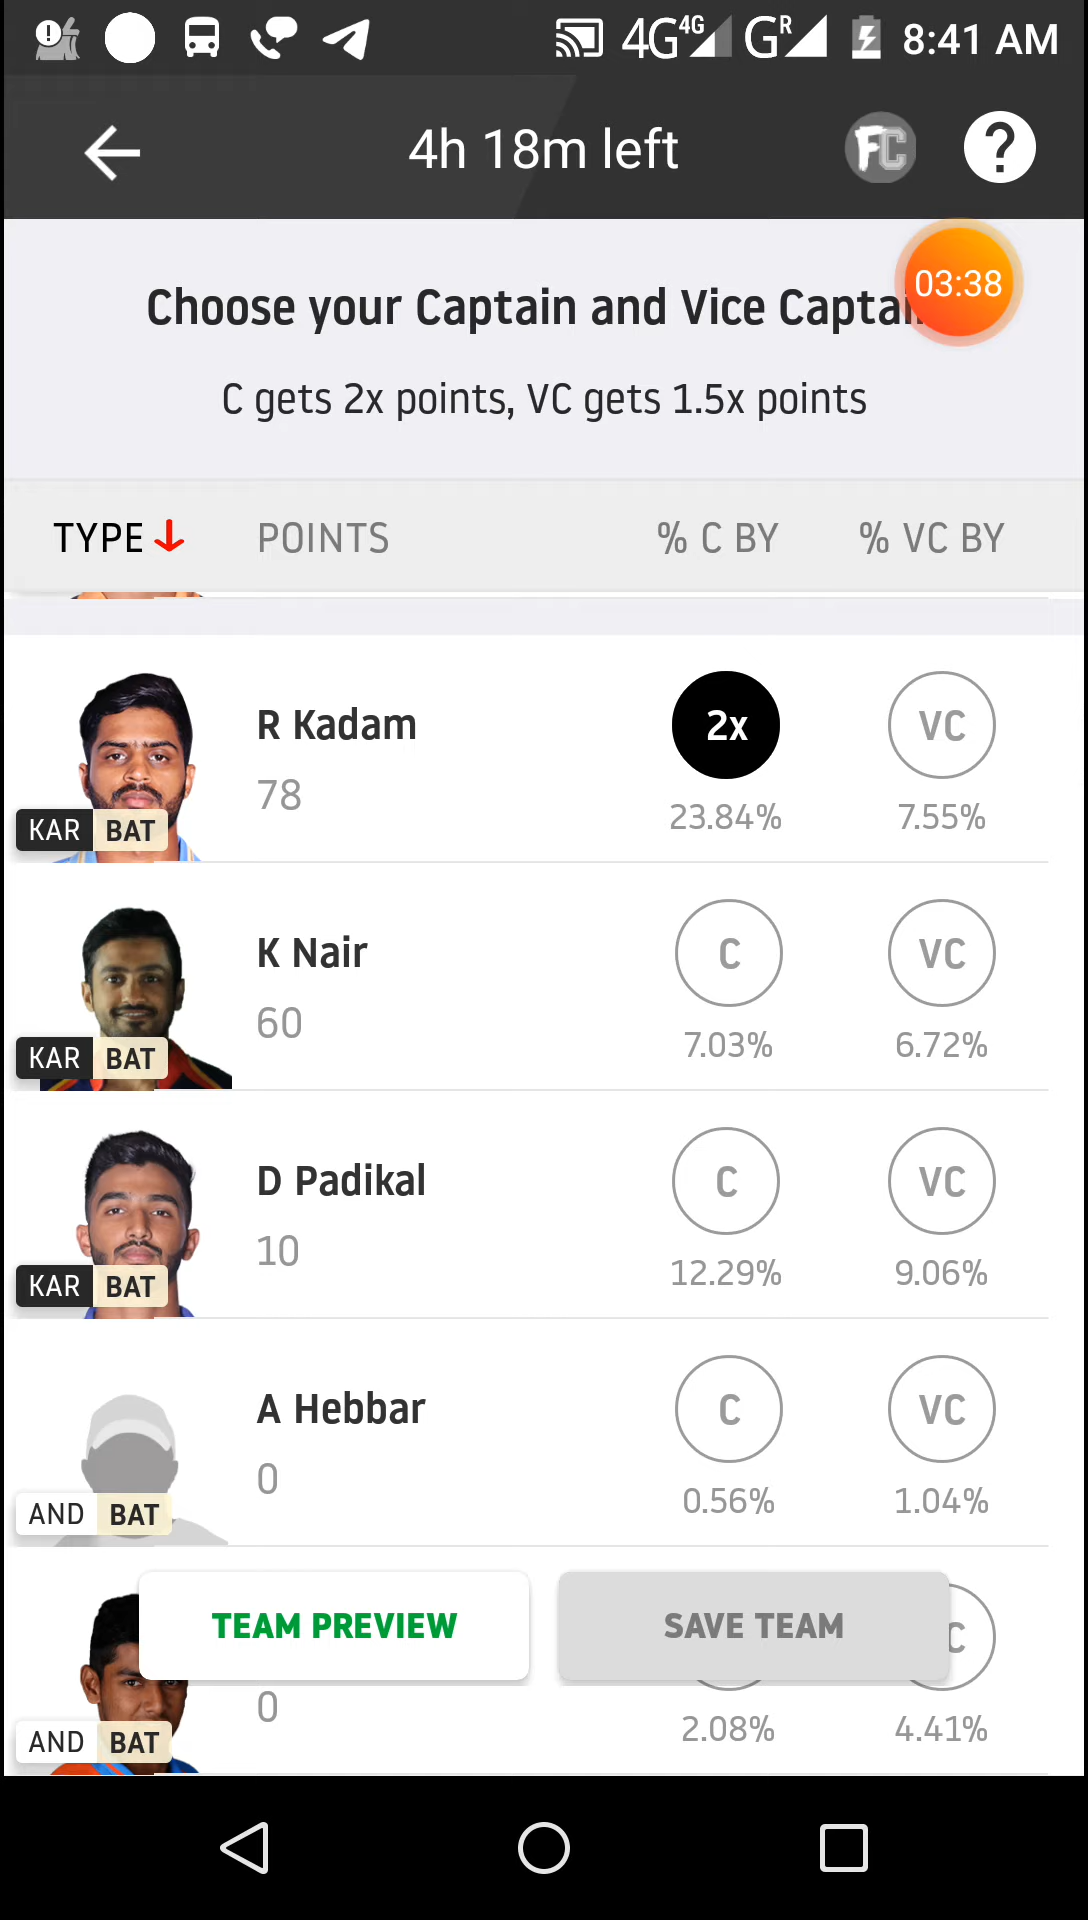 4G 4G G R 8:41 AM
4h 18m left FC ?
03:38
Choose your Captain and Vice Captai
C gets 2x points, VC gets 1.5x points
TYPE POINTS % C BY % VC BY
R Kadam 2x VC
78 23.84% 7.55%
KAR BAT
K Nair C VC
60 7.03% 6.72%
KAR BAT
D Padikal C VC
10 12.29% 9.06%
KAR BAT
A Hebbar C VC
0 0.56% 1.04%
AND BAT
TEAM PREVIEW SAVE TEAM C
0 2.08% 4.41%
AND BAT